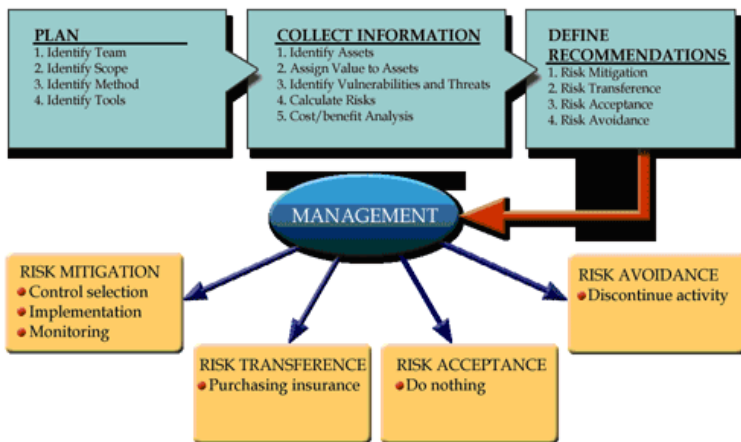 PLAN
1. Identify Team
2. Identify Scope
3. Identify Method
4. Identify Tools
COLLECT INFORMATION
1. Identify Assets
2. Assign Value to Assets
3. Identify Vulnerabilities and Threats
4. Calculate Risks
5. Cost/benefit Analysis
DEFINE
RECOMMENDATIONS
1. Risk Mitigation
2. Risk Transference
3. Risk Acceptance
4. Risk Avoidance
MANAGEMENT
RISK MITIGATION
• Control selection
• Implementation
• Monitoring
RISK TRANSFERENCE
• Purchasing insurance
RISK ACCEPTANCE
• Do nothing
RISK AVOIDANCE
• Discontinue activity